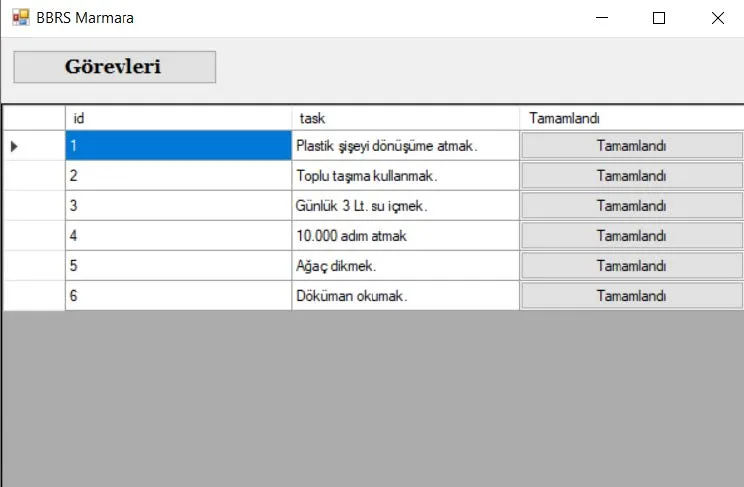 BBRS Marmara
Görevleri
id task Tamamlandı
1 Plastik şişeyi dönüşüme atmak. Tamamlandı
2 Toplu taşıma kullanmak. Tamamlandı
3 Günlük 3 Lt. su içmek. Tamamlandı
4 10.000 adım atmak Tamamlandı
5 Ağaç dikmek. Tamamlandı
6 Döküman okumak. Tamamlandı